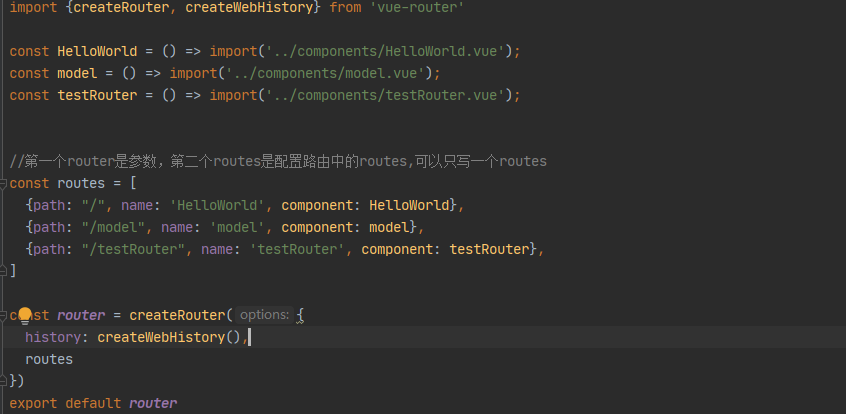 import {createRouter, createWebHistory} from 'vue-router'
const HelloWorld = () => import('../components/HelloWorld.vue');
const model = () => import('../components/model.vue');
const testRouter = () => import('../components/testRouter.vue');
//第一个router是参数，第二个routes是配置路由中的routes,可以只写一个routes
const routes = [
{path: "/", name: 'HelloWorld', component: HelloWorld},
{path: "/model", name: 'model', component: model},
{path: "/testRouter", name: 'testRouter', component: testRouter},
]
const router = createRouter( options: {
history: createWebHistory(),
routes
})
export default router